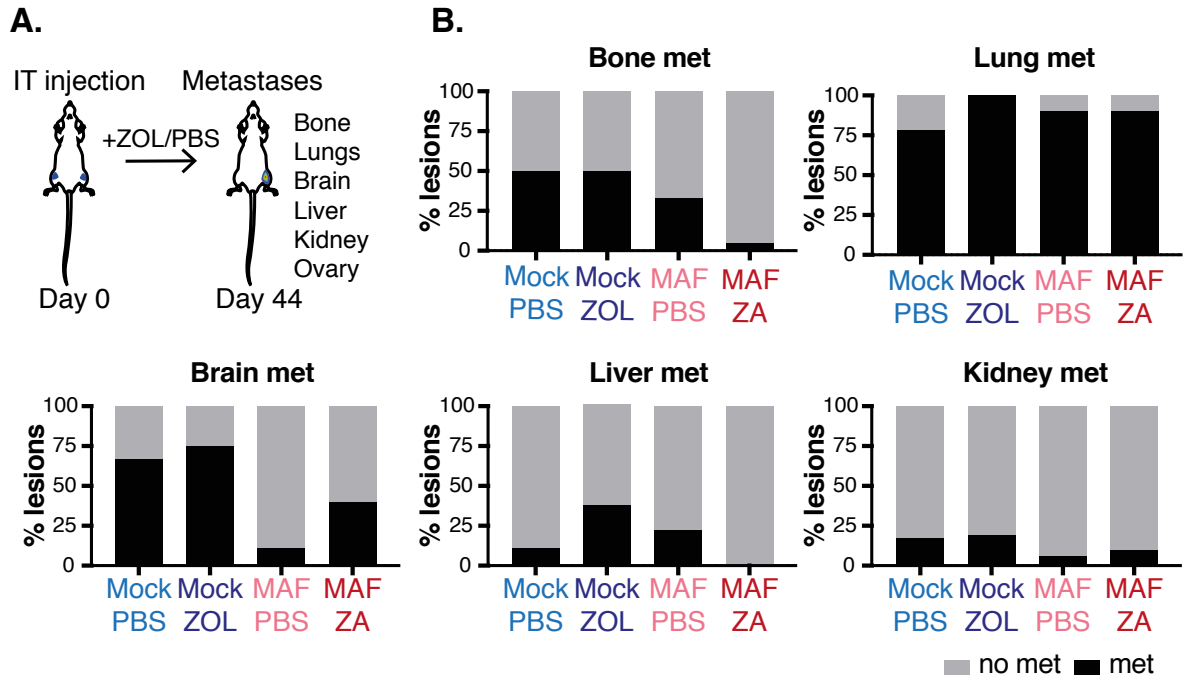 A.
IT injection
Metastases
+ZOL/PBS
Bone
Lungs
Brain
Liver
Kidney
Ovary
Day 0
Day 44
B.
Bone met
% lesions
100
75
50
25
0
Mock PBS
Mock ZOL
MAF PBS
MAF ZA
Lung met
% lesions
100
75
50
25
0
Mock PBS
Mock ZOL
MAF PBS
MAF ZA
Brain met
% lesions
100
75
50
25
0
Mock PBS
Mock ZOL
MAF PBS
MAF ZA
Liver met
% lesions
100
75
50
25
0
Mock PBS
Mock ZOL
MAF PBS
MAF ZA
Kidney met
% lesions
100
75
50
25
0
Mock PBS
Mock ZOL
MAF PBS
MAF ZA
no met
met